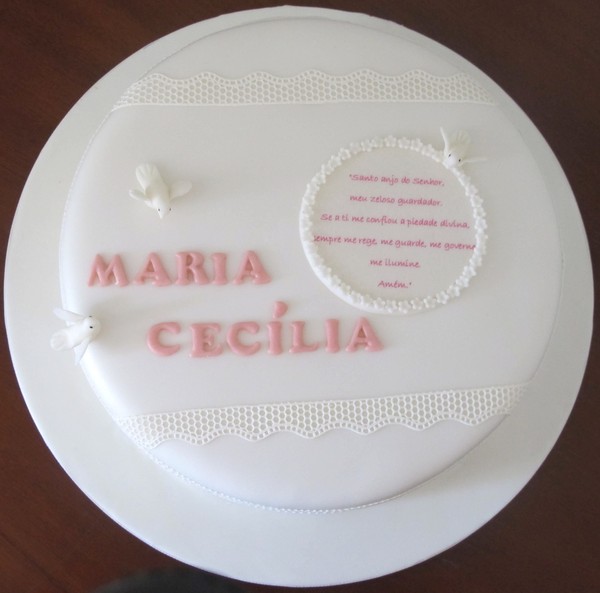 "Santo anjo do Senhor,
meu zeloso guardador.
Se a ti me confiou a piedade divina,
sempre me rege, me guarde, me governe,
me ilumine.
Amém."
MARIA
CECÍLIA